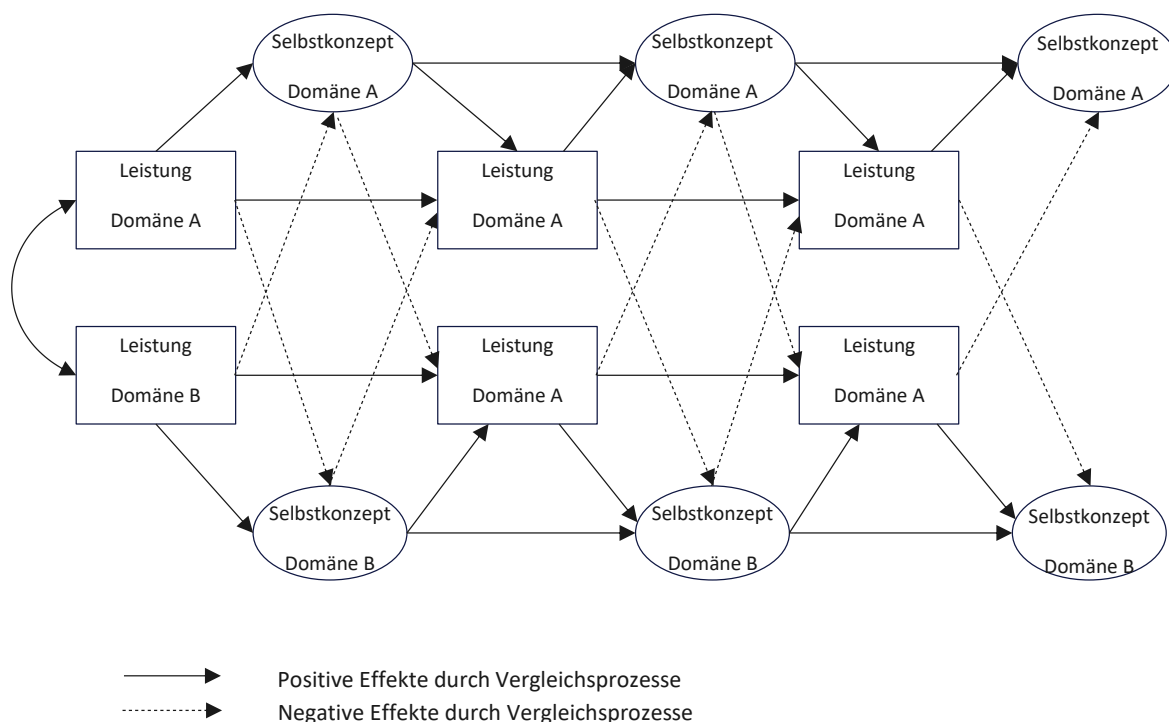 Selbstkonzept
Domäne A
Selbstkonzept
Domäne A
Selbstkonzept
Domäne A
Leistung
Domäne A
Leistung
Domäne A
Leistung
Domäne A
Leistung
Domäne B
Leistung
Domäne A
Leistung
Domäne A
Selbstkonzept
Domäne B
Selbstkonzept
Domäne B
Selbstkonzept
Domäne B
Positive Effekte durch Vergleichsprozesse
Negative Effekte durch Vergleichsprozesse